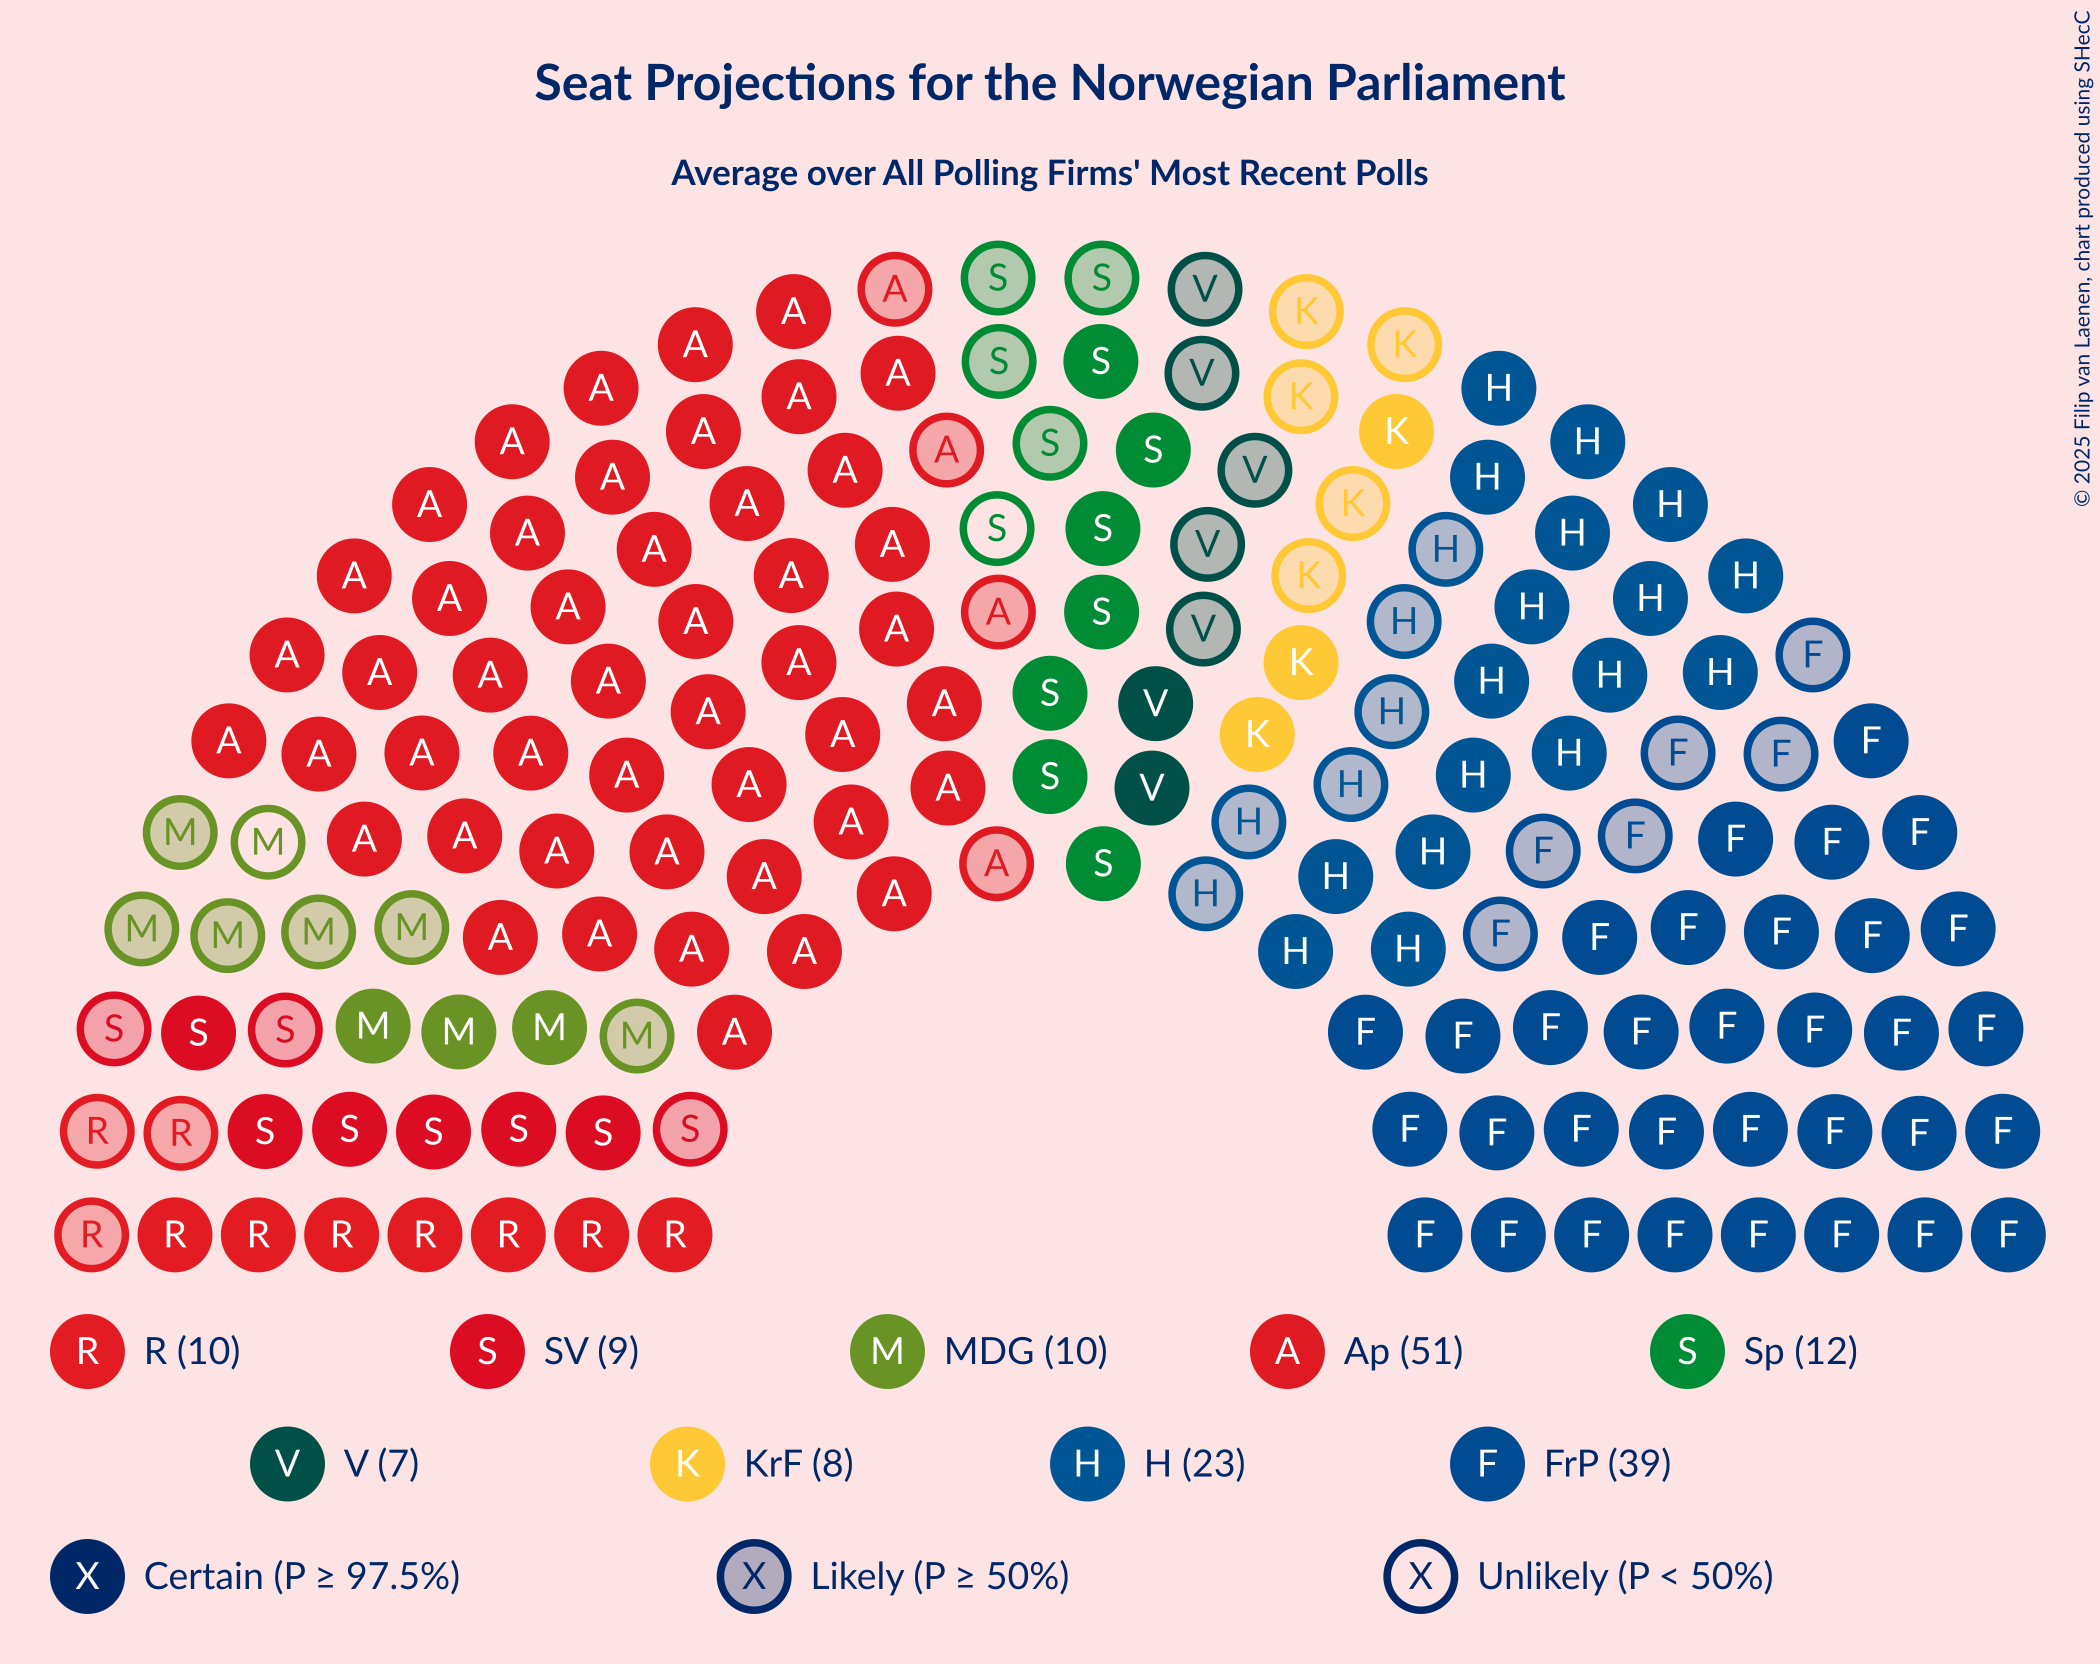 Seat Projections for the Norwegian Parliament
Average over All Polling Firms' Most Recent Polls
© 2025 Filip van Laenen, chart produced using SHecC
A S S V
A K
A K
A A S S V H
A K H
A A K H
A A S V
A A A K H H
A A S S V H H
A A A A K H H
A A A S V H H F
A A A A K H H H
A A A S V H H F
A A A A K H F F F
A A S V H H
M M A A A A A A S H H H F F F F F
M M M M A A A A A H H H F F F F F F
S S S M M M M A F F F F F F F F
R R S S S S S S F F F F F F F F
R R R R R R R R F F F F F F F F
R R (10) S SV (9) M MDG (10) A Ap (51) S Sp (12)
V V (7) K KrF (8) H H (23) F FrP (39)
X Certain (P ≥ 97.5%) X Likely (P ≥ 50%) X Unlikely (P < 50%)